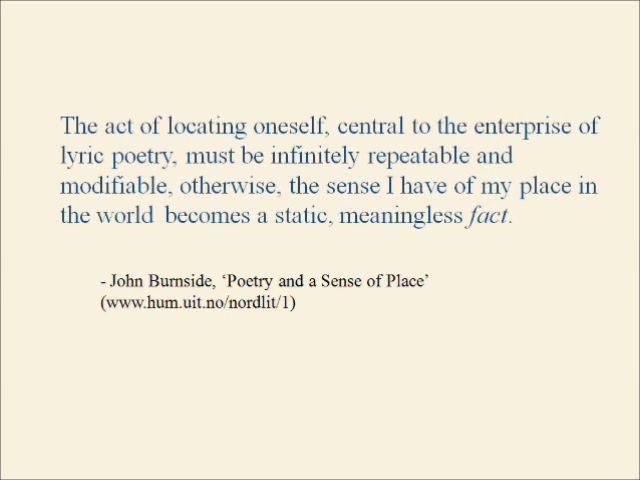 The act of locating oneself, central to the enterprise of
lyric poetry, must be infinitely repeatable and
modifiable, otherwise, the sense I have of my place in
the world becomes a static, meaningless fact.
- John Burnside, ‘Poetry and a Sense of Place’
(www.hum.uit.no/nordlit/1)